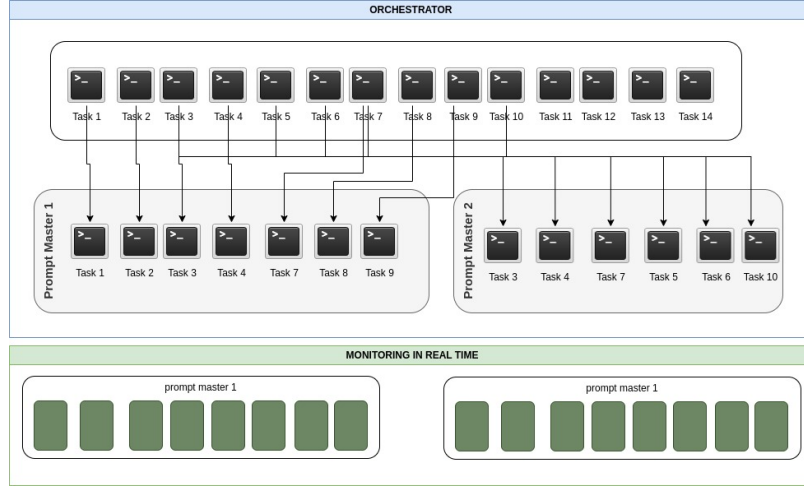 ORCHESTRATOR
>_ >_ >_ >_ >_ >_ >_ >_ >_ >_ >_ >_ >_ >_
Task 1 Task 2 Task 3 Task 4 Task 5 Task 6 Task 7 Task 8 Task 9 Task 10 Task 11 Task 12 Task 13 Task 14
Prompt Master 1
>_ >_ >_ >_ >_ >_ >_
Task 1 Task 2 Task 3 Task 4 Task 7 Task 8 Task 9
Prompt Master 2
>_ >_ >_ >_ >_ >_
Task 3 Task 4 Task 7 Task 5 Task 6 Task 10
MONITORING IN REAL TIME
prompt master 1
prompt master 1